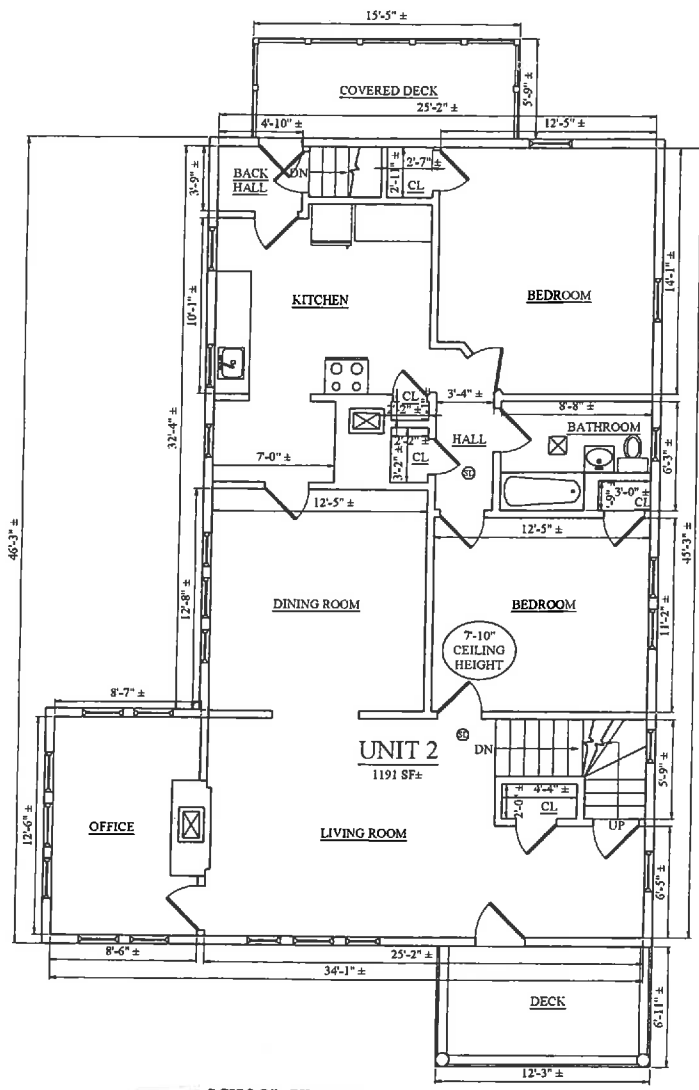 15'-5" ±
COVERED DECK
5'-9" ±
25'-2" ±
4'-10" ±
12'-5" ±
BACK
HALL
3'-9" ±
DN
2'-11" ±
2'-7" ±
CL
KITCHEN
10'-1" ±
BEDROOM
14'-1" ±
32'-4" ±
46'-3" ±
CL
2'-2" ±
3'-4" ±
HALL
8'-8" ±
BATHROOM
6'-3" ±
7'-0" ±
2'-2" ±
3'-2" ±
CL
SD
3'-0" ±
CL
12'-5" ±
12'-5" ±
12'-8" ±
DINING ROOM
BEDROOM
11'-2" ±
45'-3" ±
7'-10"
CEILING
HEIGHT
8'-7" ±
UNIT 2
1191 SF±
SD
DN
5'-9" ±
4'-4" ±
2'-0" ±
CL
UP
12'-6" ±
OFFICE
LIVING ROOM
6'-5" ±
8'-6" ±
25'-2" ±
34'-1" ±
DECK
6'-11" ±
12'-3" ±